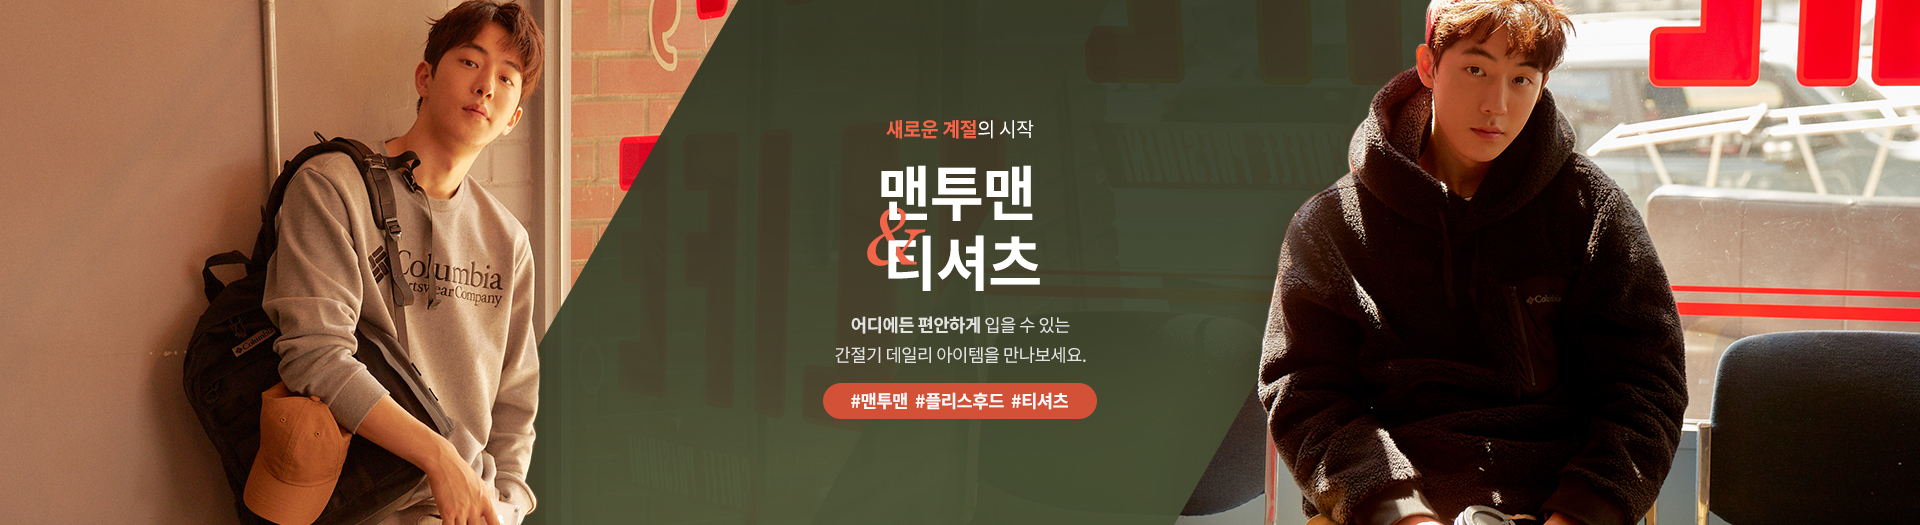 새로운 계절의 시작
맨투맨
&
티셔츠
어디에든 편안하게 입을 수 있는
간절기 데일리 아이템을 만나보세요.
#맨투맨 #플리스후드 #티셔츠
Columbia
Sportswear Company
Columbia
Columbia